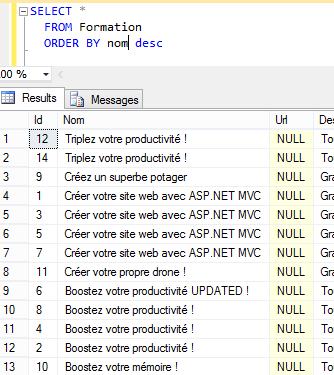 SELECT *
FROM Formation
ORDER BY nom desc
00 %
Results Messages
Id Nom Url Des
1 12 Triplez votre productivité ! NULL To
2 14 Triplez votre productivité ! NULL To
3 9 Créez un superbe potager NULL Gra
4 1 Créer votre site web avec ASP.NET MVC NULL Gra
5 3 Créer votre site web avec ASP.NET MVC NULL Gra
6 5 Créer votre site web avec ASP.NET MVC NULL Gra
7 7 Créer votre site web avec ASP.NET MVC NULL Gra
8 11 Créer votre propre drone ! NULL Gra
9 6 Boostez votre productivité UPDATED ! NULL To
10 8 Boostez votre productivité ! NULL To
11 4 Boostez votre productivité ! NULL To
12 2 Boostez votre productivité ! NULL To
13 10 Boostez votre mémoire ! NULL Gra